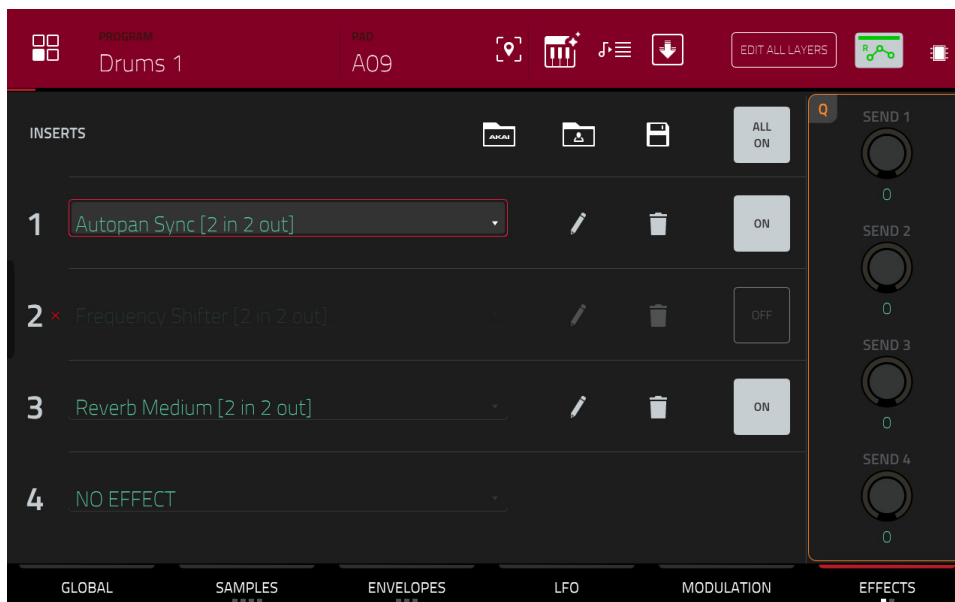 PROGRAM
Drums 1
PAD
A09
EDIT ALL LAYERS
R
INSERTS
AKAI
ALL
ON
Q
SEND 1
0
1
Autopan Sync [2 in 2 out]
ON
SEND 2
0
2
Frequency Shifter [2 in 2 out]
OFF
SEND 3
0
3
Reverb Medium [2 in 2 out]
ON
SEND 4
0
4
NO EFFECT
GLOBAL
SAMPLES
ENVELOPES
LFO
MODULATION
EFFECTS